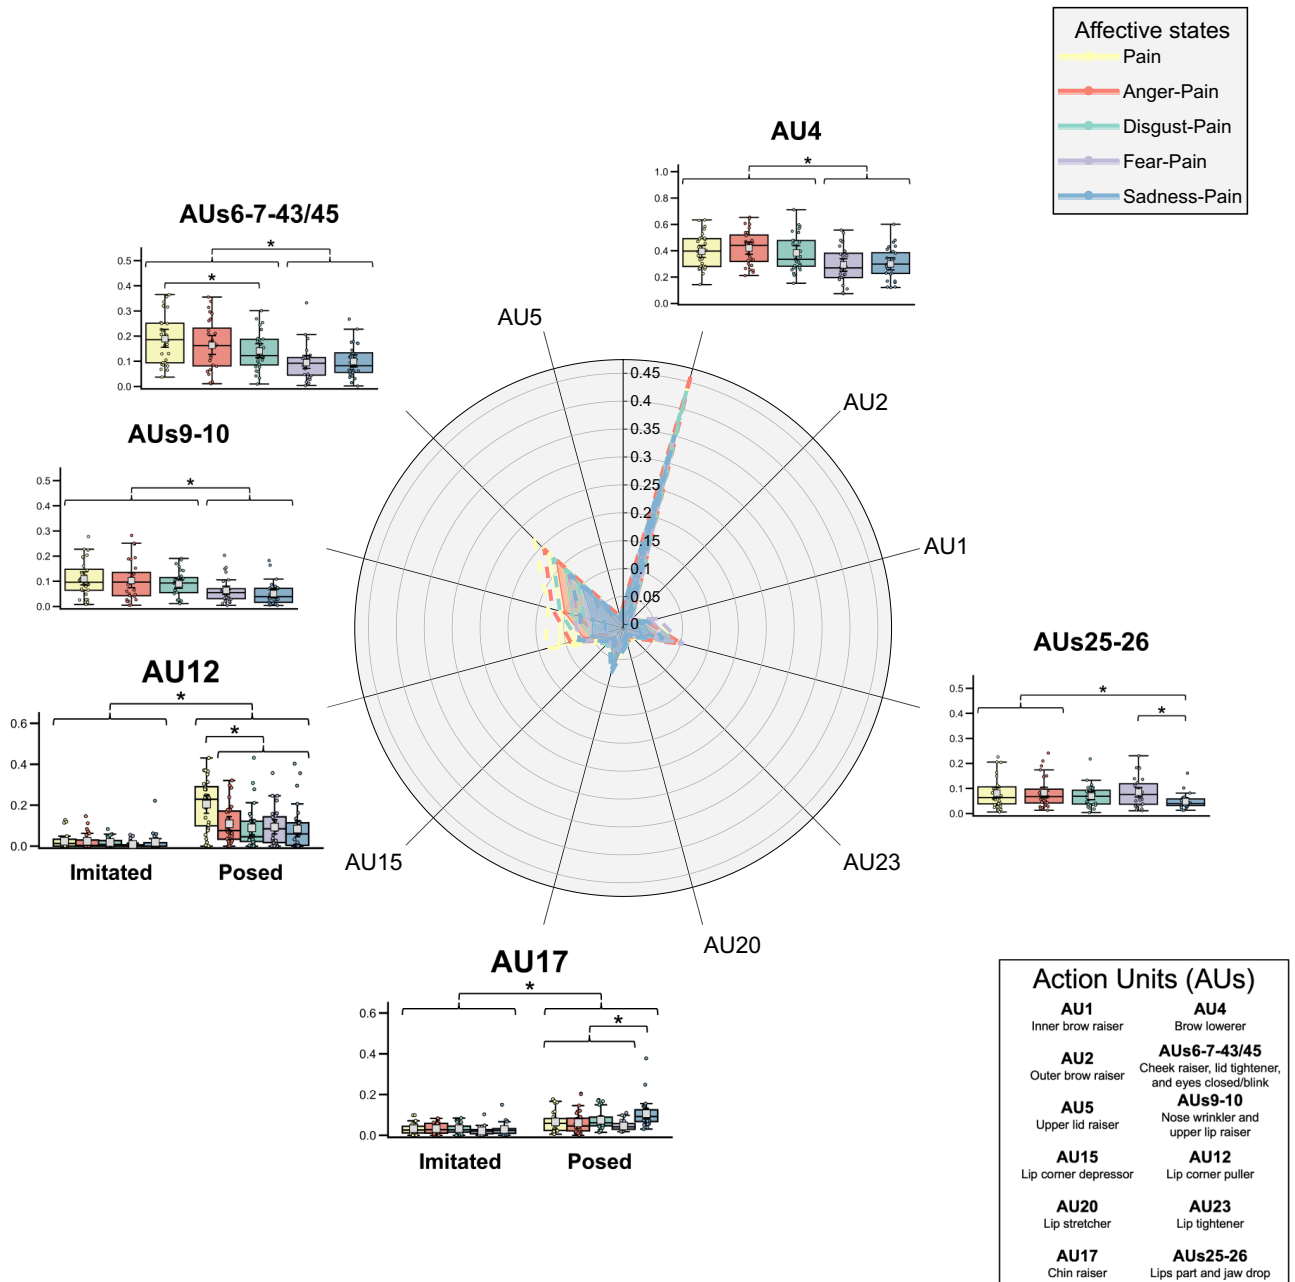 Affective states
Pain
Anger-Pain
Disgust-Pain
Fear-Pain
Sadness-Pain
AU4
*
1.0
0.8
0.6
0.4
0.2
0.0
AUs6-7-43/45
*
*
0.5
0.4
0.3
0.2
0.1
0.0
AU5
AU2
AU1
0.45
0.4
0.35
0.3
0.25
0.2
0.15
0.1
0.05
0
AUs9-10
*
0.5
0.4
0.3
0.2
0.1
0.0
AUs25-26
*
*
0.5
0.4
0.3
0.2
0.1
0.0
AU12
*
*
0.6
0.4
0.2
0.0
Imitated Posed
AU15
AU23
AU20
AU17
*
*
0.6
0.4
0.2
0.0
Imitated Posed
Action Units (AUs)
AU1
Inner brow raiser
AU4
Brow lowerer
AU2
Outer brow raiser
AUs6-7-43/45
Cheek raiser, lid tightener,
and eyes closed/blink
AU5
Upper lid raiser
AUs9-10
Nose wrinkler and
upper lip raiser
AU15
Lip corner depressor
AU12
Lip corner puller
AU20
Lip stretcher
AU23
Lip tightener
AU17
Chin raiser
AUs25-26
Lips part and jaw drop